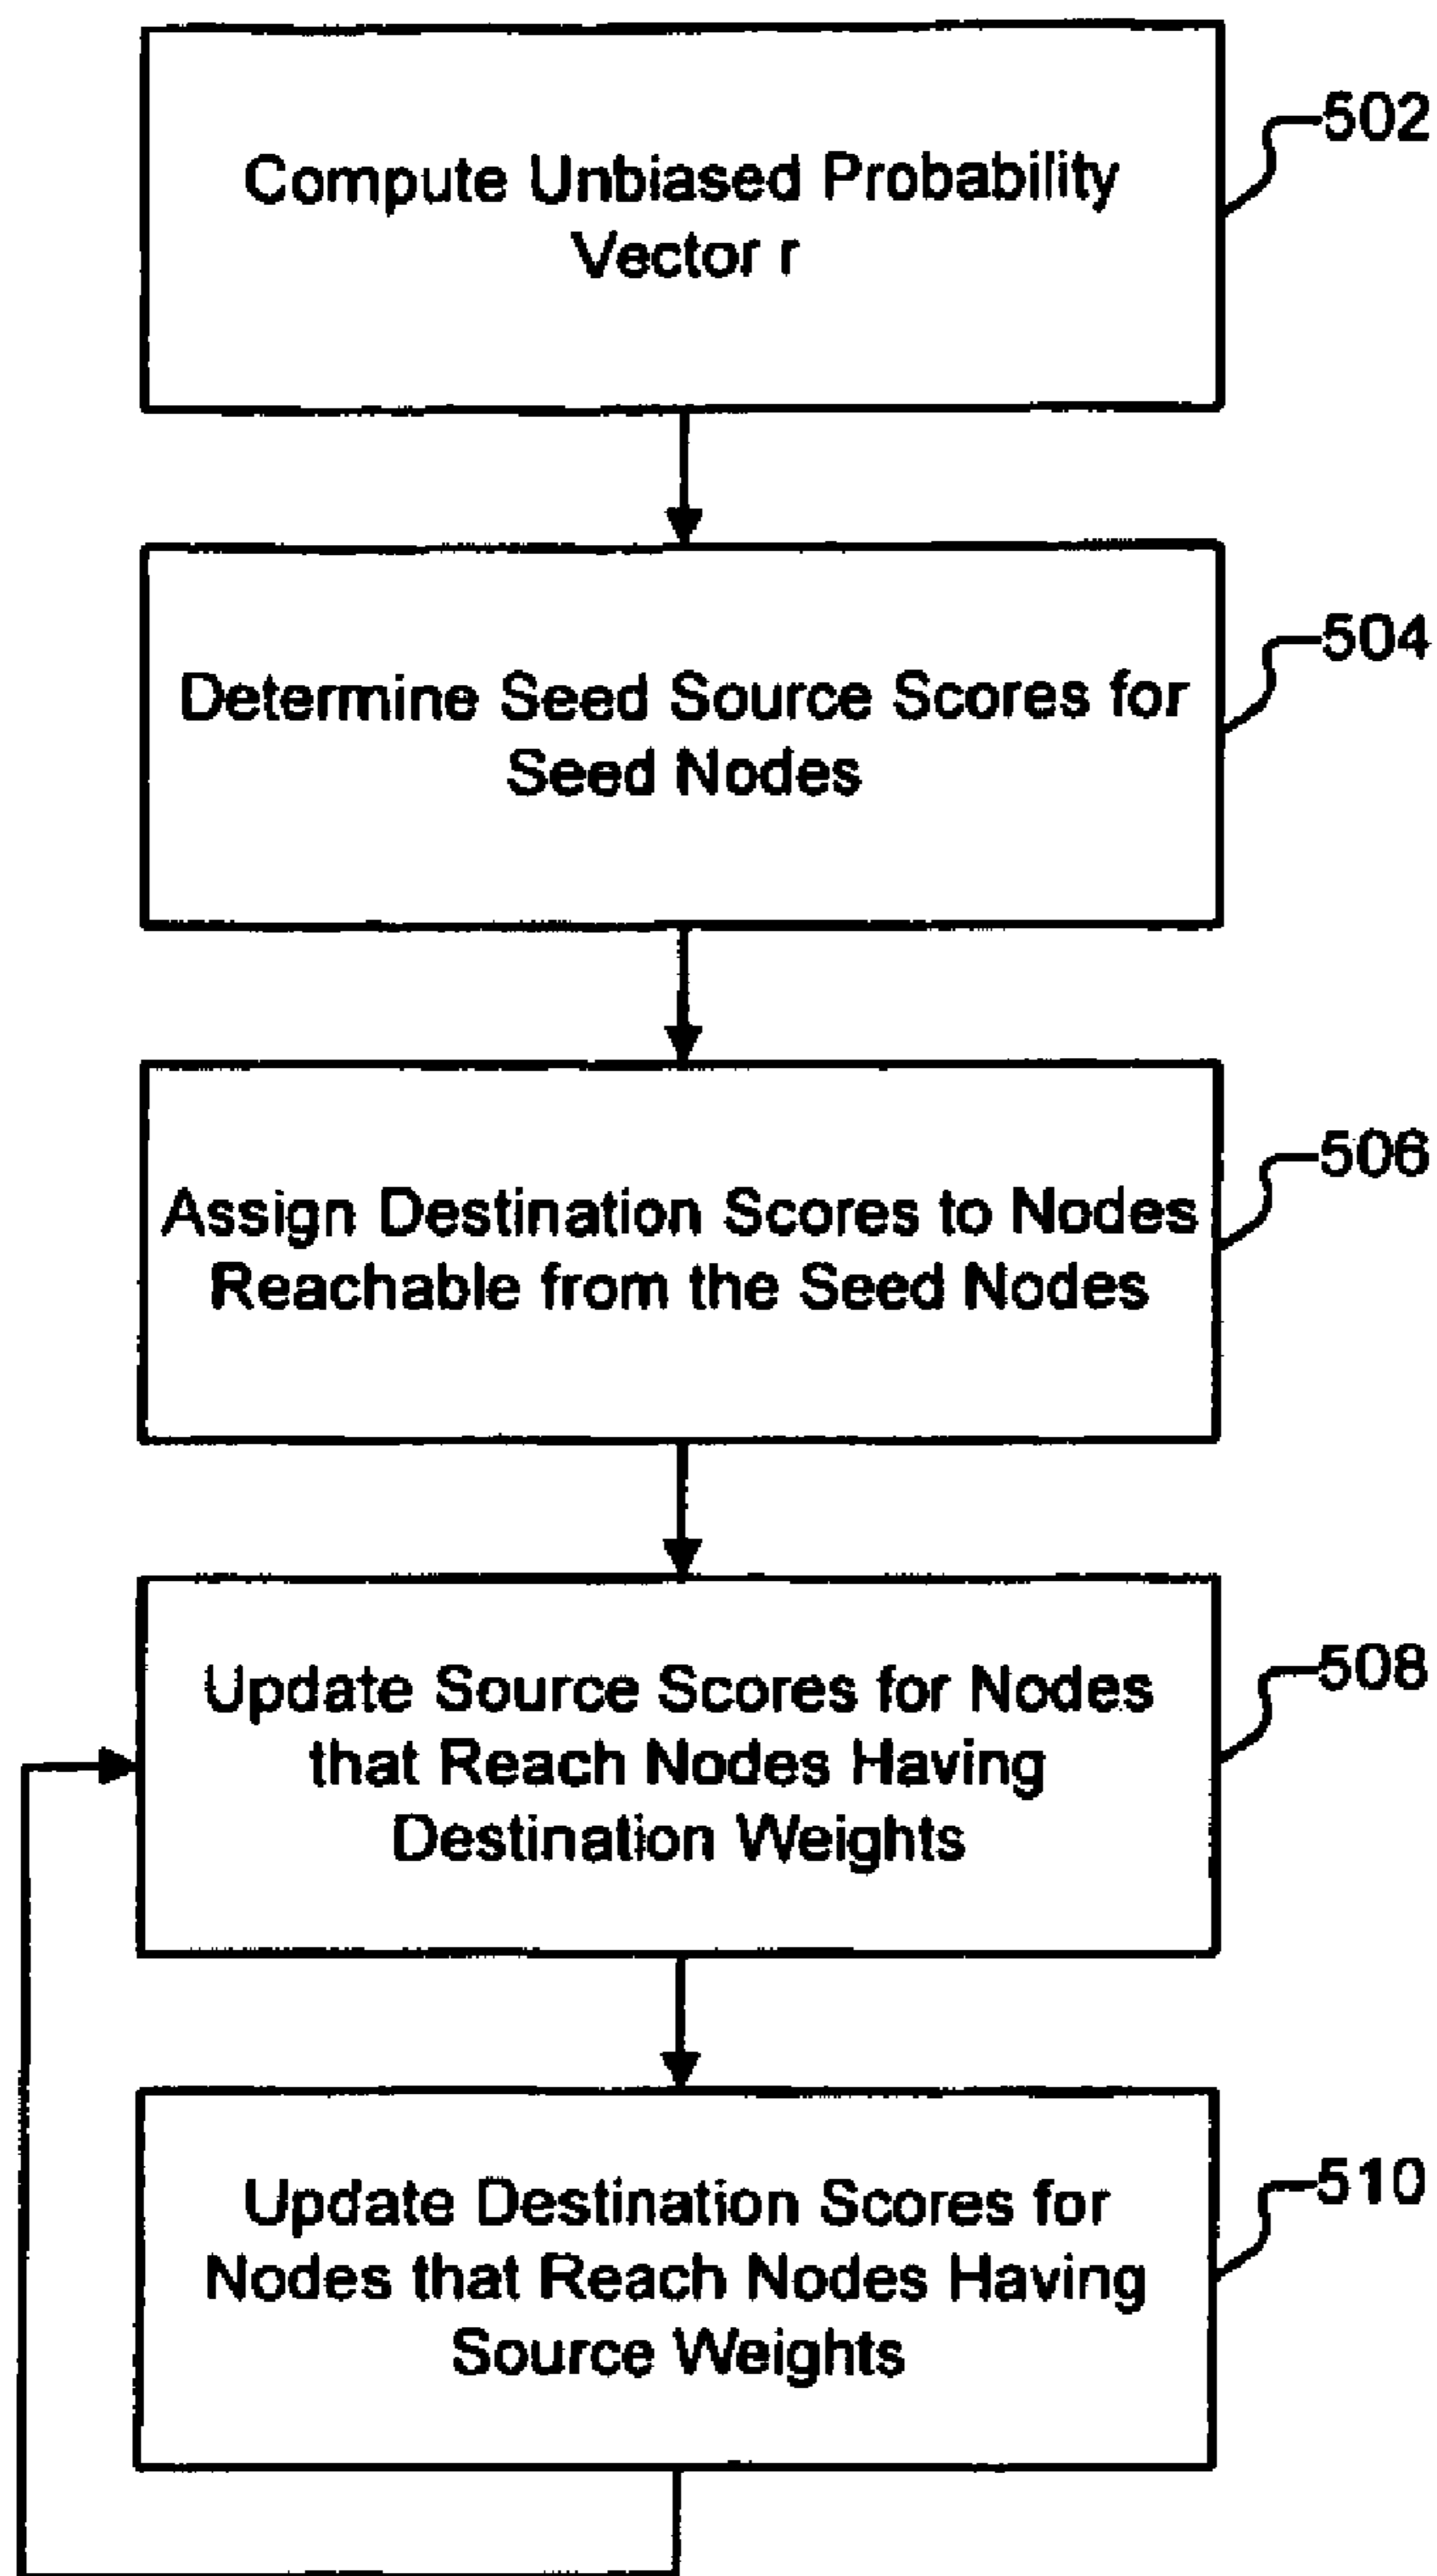 Compute Unbiased Probability
Vector r
502
Determine Seed Source Scores for
Seed Nodes
504
Assign Destination Scores to Nodes
Reachable from the Seed Nodes
506
Update Source Scores for Nodes
that Reach Nodes Having
Destination Weights
508
Update Destination Scores for
Nodes that Reach Nodes Having
Source Weights
510